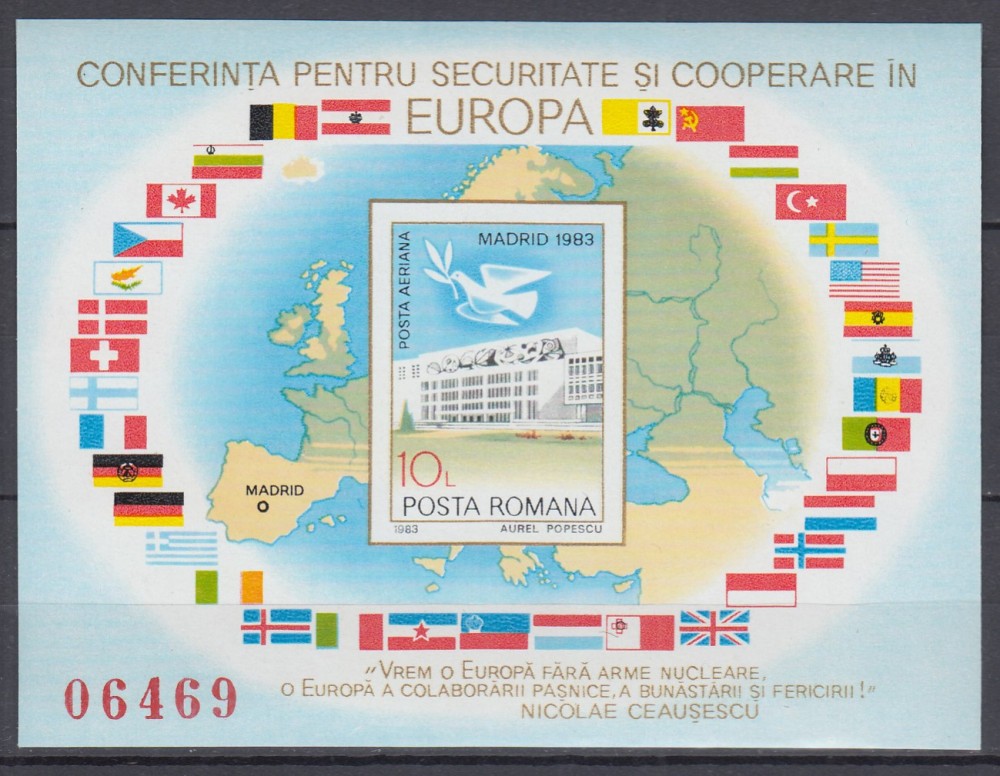 CONFERINȚA PENTRU SECURITATE ȘI COOPERARE ÎN
EUROPA
MADRID 1983
POSTA AERIANA
MADRID
10L
POSTA ROMANA
1983 AUREL POPESCU
"VREM O EUROPĂ FĂRĂ ARME NUCLEARE,
O EUROPĂ A COLABORĂRII PAȘNICE, A BUNĂSTĂRII ȘI FERICIRII!"
NICOLAE CEAUȘESCU
06469